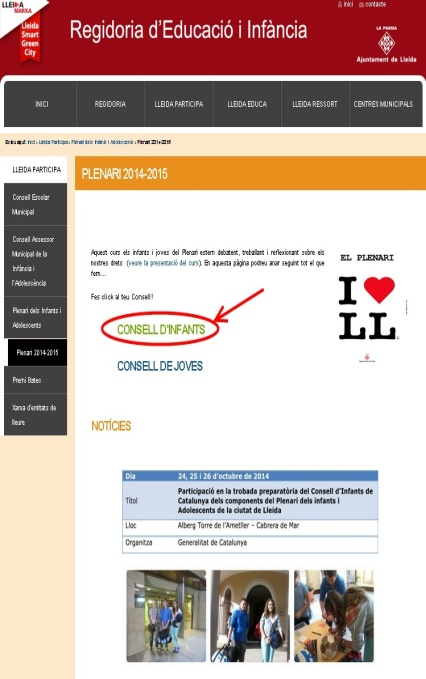 LLEIDA
MARXA
Lleida
Smart
Green
City
inici contacte
Regidoria d'Educació i Infància
LA PAERIA
Ajuntament de Lleida
INICI REGIDORIA LLEIDA PARTICIPA LLEIDA EDUCA LLEIDA RESSORT CENTRES MUNICIPALS
Esteu aquí: Inici › Lleida Participa › Plenari dels Infants i Adolescents › Plenari 2014-2015
LLEIDA PARTICIPA
Consell Escolar
Municipal
Consell Assessor
Municipal de la
Infància i
l'Adolescència
Plenari dels Infants i
Adolescents
Plenari 2014-2015
Premi Batec
Xarxa d'entitats de
lleure
PLENARI 2014-2015
Aquest curs els infants i joves del Plenari estem debatent, treballant i reflexionant sobre els
nostres drets (veure la presentació del curs). En aquesta pàgina podreu anar seguint tot el que
fem...
Fes click al teu Consell!
CONSELL D'INFANTS
CONSELL DE JOVES
EL PLENARI
I
LL
NOTÍCIES
Dia 24, 25 i 26 d'octubre de 2014
Títol Participació en la trobada preparatòria del Consell d'Infants de
Catalunya dels components del Plenari dels infants i
Adolescents de la ciutat de Lleida
Lloc Alberg Torre de l'Ametller – Cabrera de Mar
Organitza Generalitat de Catalunya